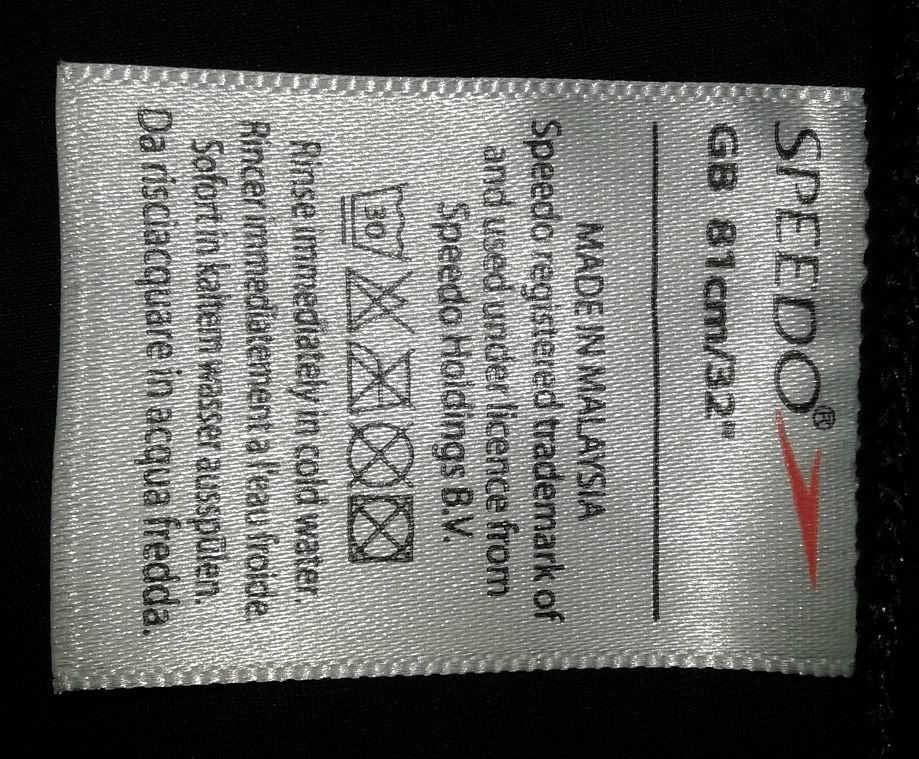 SPEEDO®
GB 81cm/32"
MADE IN MALAYSIA
Speedo registered trademark of
and used under licence from
Speedo Holdings B.V.
30
Rinse immediately in cold water.
Rincer immediatement a l'eau froide.
Sofort in kaltem wasser ausspülen.
Da risciacquare in acqua fredda.